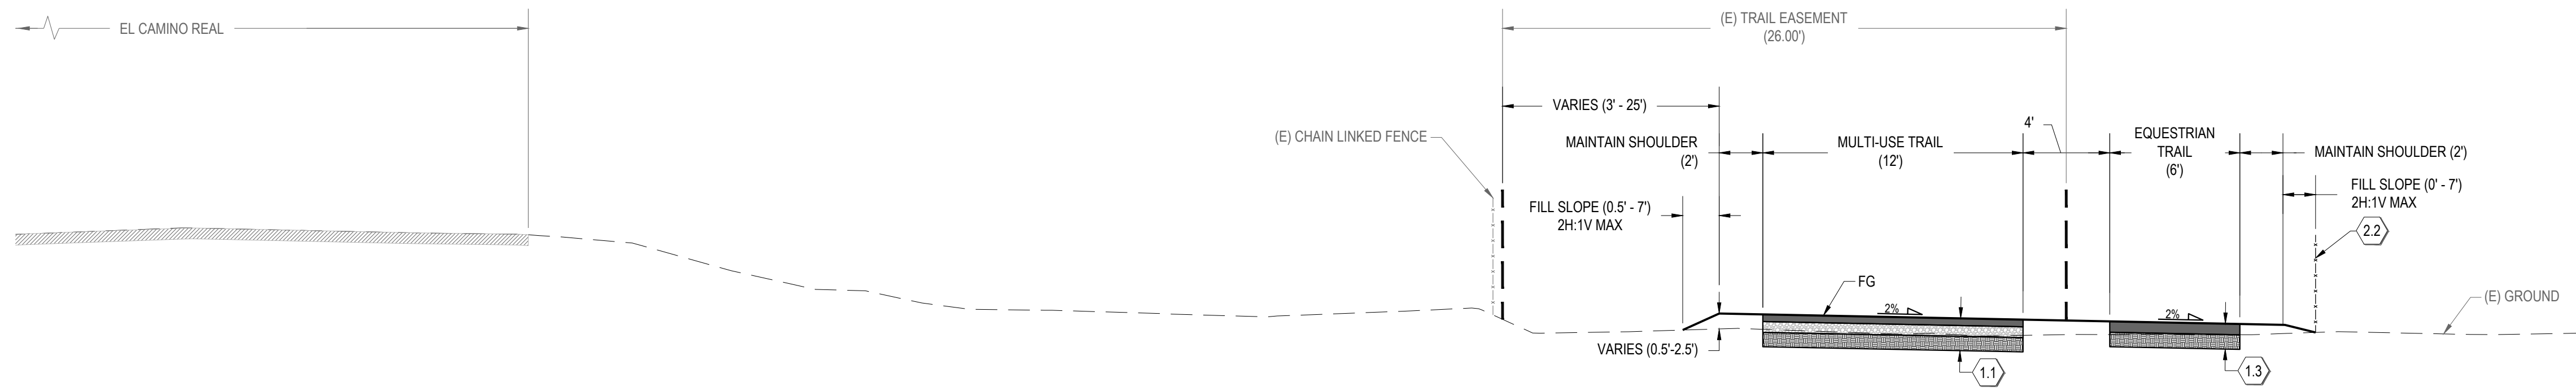 EL CAMINO REAL
(E) TRAIL EASEMENT
(26.00')
VARIES (3' - 25')
(E) CHAIN LINKED FENCE
MAINTAIN SHOULDER
(2')
MULTI-USE TRAIL
(12')
4'
EQUESTRIAN
TRAIL
(6')
MAINTAIN SHOULDER (2')
FILL SLOPE (0' - 7')
2H:1V MAX
FILL SLOPE (0.5' - 7')
2H:1V MAX
2.2
FG
2%
2%
(E) GROUND
VARIES (0.5'-2.5')
1.1
1.3